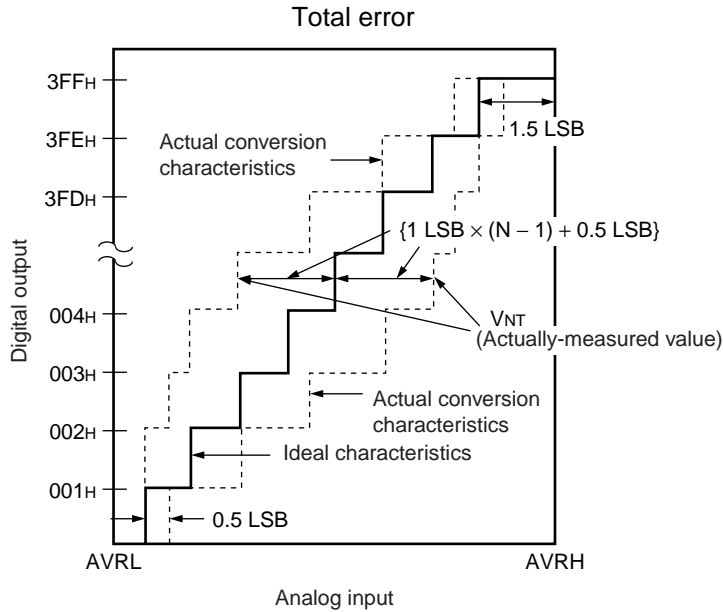 Total error
3FFH
3FEH
3FDH
004H
003H
002H
001H
Digital output
Actual conversion
characteristics
1.5 LSB
{1 LSB × (N − 1) + 0.5 LSB}
VNT
(Actually-measured value)
Actual conversion
characteristics
Ideal characteristics
0.5 LSB
AVRL
AVRH
Analog input